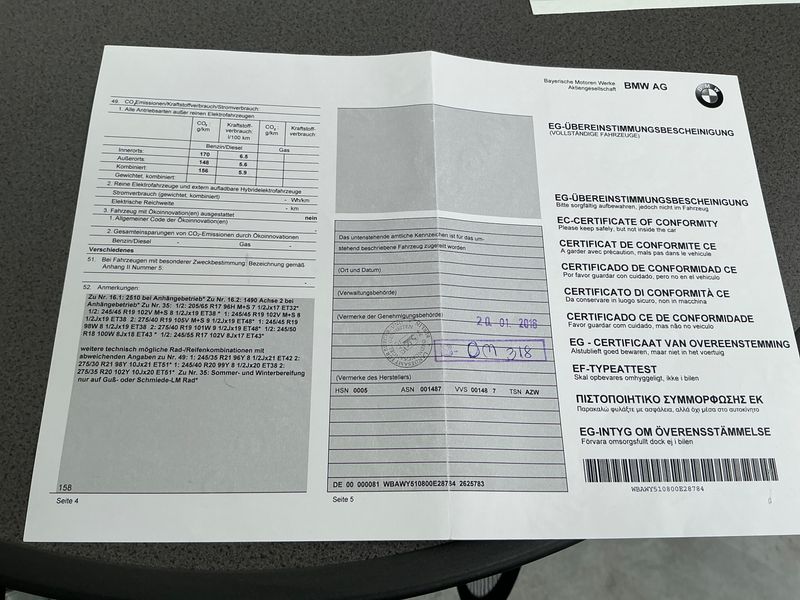 49. CO₂Emissionen/Kraftstoffverbrauch/Stromverbrauch:
1. Alle Antriebsarten außer reinen Elektrofahrzeugen
CO₂ g/km Kraftstoff-verbrauch l/100 km CO₂ g/km Kraftstoff-verbrauch
Benzin/Diesel Gas
Innerorts: 170 6.5
Außerorts: 148 5.6
Kombiniert: 156 5.9
Gewichtet, kombiniert:
2. Reine Elektrofahrzeuge und extern aufladbare Hybridelektrofahrzeuge
Stromverbrauch (gewichtet, kombiniert) - Wh/km
Elektrische Reichweite - km
3. Fahrzeug mit Ökoinnovation(en) ausgestattet nein
1. Allgemeiner Code der Ökoinnovation(en)
-
2. Gesamteinsparungen von CO₂-Emissionen durch Ökoinnovationen
Benzin/Diesel - Gas -
Verschiedenes
51. Bei Fahrzeugen mit besonderer Zweckbestimmung: Bezeichnung gemäß
Anhang II Nummer 5: -
52. Anmerkungen:
Zu Nr. 16.1: 2510 bei Anhängebetrieb* Zu Nr. 16.2: 1490 Achse 2 bei
Anhängebetrieb* Zu Nr. 35: 1/2: 205/65 R17 96H M+S 7 1/2Jx17 ET32*
1/2: 245/45 R19 102V M+S 8 1/2Jx19 ET38 * 1: 245/45 R19 102V M+S 8
1/2Jx19 ET38 2: 275/40 R19 105V M+S 9 1/2Jx19 ET48* 1: 245/45 R19
98W 8 1/2Jx19 ET38 2: 275/40 R19 101W 9 1/2Jx19 ET48* 1/2: 245/50
R18 100W 8Jx18 ET43 * 1/2: 245/55 R17 102V 8Jx17 ET43*
weitere technisch mögliche Rad-/Reifenkombinationen mit
abweichenden Angaben zu Nr. 49: 1: 245/35 R21 96Y 8 1/2Jx21 ET42 2:
275/30 R21 98Y 10Jx21 ET51* 1: 245/40 R20 99Y 8 1/2Jx20 ET38 2:
275/35 R20 102Y 10Jx20 ET51* Zu Nr. 35: Sommer- und Winterbereifung
nur auf Guß- oder Schmiede-LM Rad*
158
Seite 4
Das untenstehende amtliche Kennzeichen ist für das um-
stehend beschriebene Fahrzeug zugeteilt worden
(Ort und Datum)
(Verwaltungsbehörde)
(Vermerke der Genehmigungsbehörde)
20. 01. 2018
OM 318
(Vermerke des Herstellers)
HSN 0005 ASN 001487 VVS 00148 7 TSN AZW
DE 00 000081 WBAWY510800E28784 2625783
Seite 5
Bayerische Motoren Werke
Aktiengesellschaft
BMW AG
BMW
EG-ÜBEREINSTIMMUNGSBESCHEINIGUNG
(VOLLSTÄNDIGE FAHRZEUGE)
EG-ÜBEREINSTIMMUNGSBESCHEINIGUNG
Bitte sorgfältig aufbewahren, jedoch nicht im Fahrzeug
EC-CERTIFICATE OF CONFORMITY
Please keep safely, but not inside the car
CERTIFICAT DE CONFORMITE CE
A garder avec précaution, mais pas dans le véhicule
CERTIFICADO DE CONFORMIDAD CE
Por favor guardar con cuidado, pero no en el vehiculo
CERTIFICATO DI CONFORMITÀ CE
Da conservare in luogo sicuro, non in macchina
CERTIFICADO CE DE CONFORMIDADE
Favor guardar com cuidado, mas não no veiculo
EG - CERTIFICAAT VAN OVEREENSTEMMING
Alstublieft goed bewaren, maar niet in het voertuig
EF-TYPEATTEST
Skal opbevares omhyggeligt, ikke i bilen
ΠΙΣΤΟΠΟΙΗΤΙΚΟ ΣΥΜΜΟΡΦΩΣΗΣ ΕΚ
Παρακαλώ φυλάξτε με ασφάλεια, αλλά όχι μέσα στο αυτοκίνητο
EG-INTYG OM ÖVERENSSTÄMMELSE
Förvara omsorgsfullt dock ej i bilen
WBAWY510800E28784